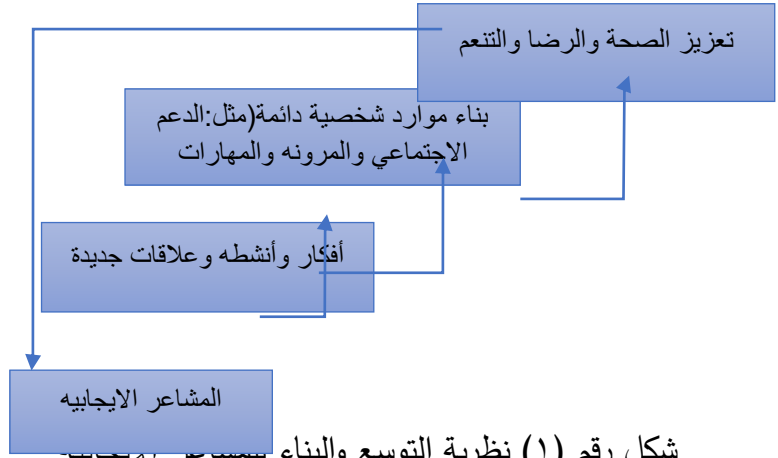 تعزيز الصحة والرضا والتنعم
بناء موارد شخصية دائمة(مثل:الدعم
الاجتماعي والمرونه والمهارات
أفكار وأنشطه وعلاقات جديدة
المشاعر الايجابيه
شكل رقم (١) نظرية التوسع والبناء